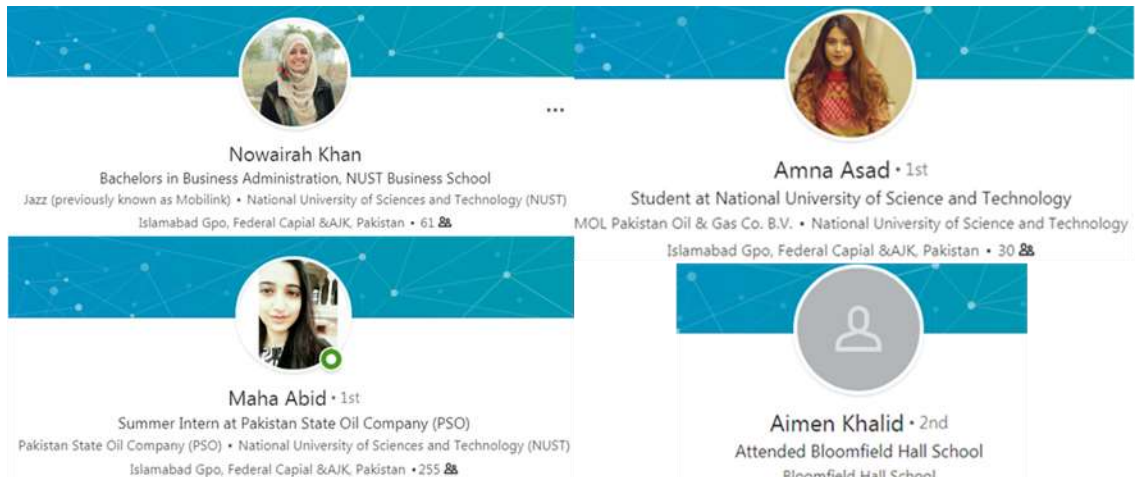 Nowairah Khan
Bachelors in Business Administration, NUST Business School
Jazz (previously known as Mobilink) • National University of Sciences and Technology (NUST)
Islamabad Gpo, Federal Capial &AJK, Pakistan • 61
Amna Asad • 1st
Student at National University of Science and Technology
MOL Pakistan Oil & Gas Co. B.V. • National University of Science and Technology
Islamabad Gpo, Federal Capial &AJK, Pakistan • 30
Maha Abid • 1st
Summer Intern at Pakistan State Oil Company (PSO)
Pakistan State Oil Company (PSO) • National University of Sciences and Technology (NUST)
Islamabad Gpo, Federal Capial &AJK, Pakistan • 255
Aimen Khalid • 2nd
Attended Bloomfield Hall School
Bloomfield Hall School